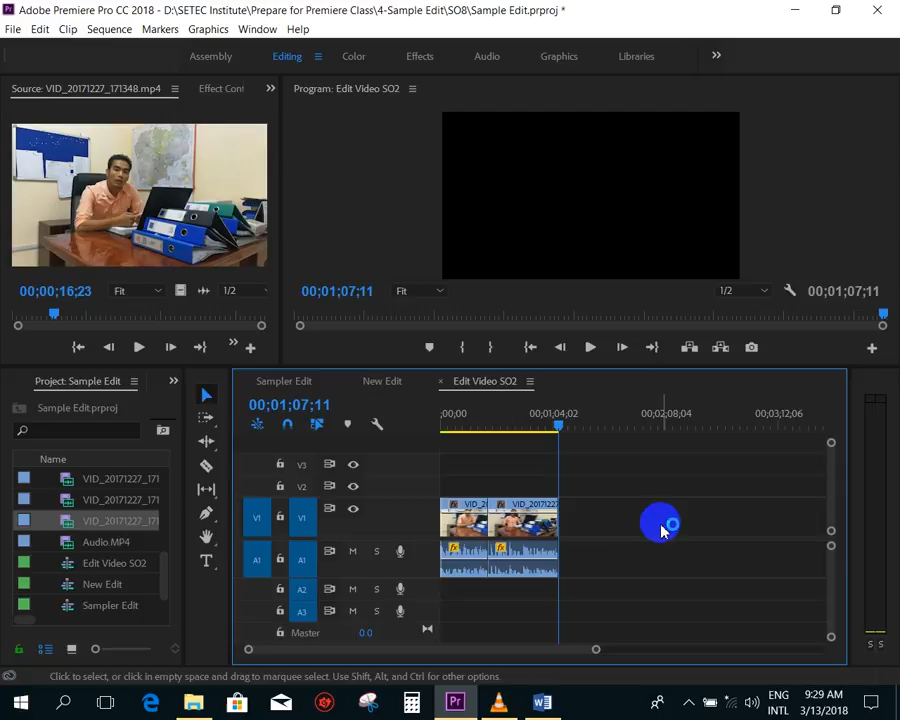 Adobe Premiere Pro CC 2018 - D:\SETEC Institute\Prepare for Premiere Class\4-Sample Edit\SO8\Sample Edit.prproj *
File Edit Clip Sequence Markers Graphics Window Help
Assembly Editing Color Effects Audio Graphics Libraries
Source: VID_20171227_171348.mp4 Effect Cont
Program: Edit Video SO2
00;00;16;23 Fit 1/2
00;01;07;11 Fit 1/2 00;01;07;11
Project: Sample Edit
Sampler Edit New Edit Edit Video SO2
Sample Edit.prproj
00;01;07;11
;00;00 00;01;04;02 00;02;08;04 00;03;12;06
Name
V3
VID_20171227_171
V2
VID_20171227_171
V1 V1 VID_2 VID_20171227
VID_20171227_171
Audio.MP4
fx fx
A1 A1 M S
Edit Video SO2
New Edit
A2 M S
Sampler Edit
A3 M S
Master 0.0
S S
Click to select, or click in empty space and drag to marquee select. Use Shift, Alt, and Ctrl for other options.
Pr
ENG
INTL
9:29 AM
3/13/2018